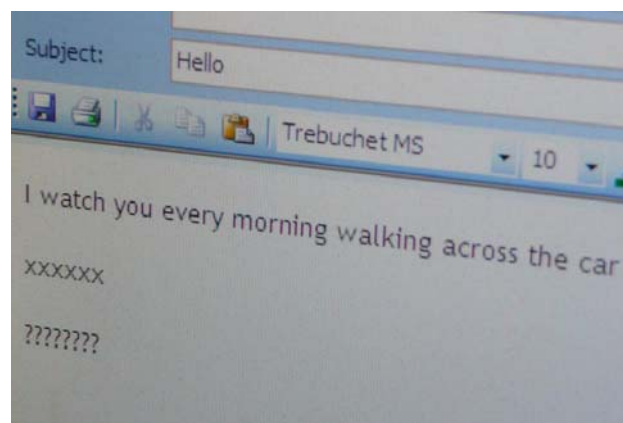 Subject: Hello
Trebuchet MS 10
I watch you every morning walking across the car
xxxxxx
????????